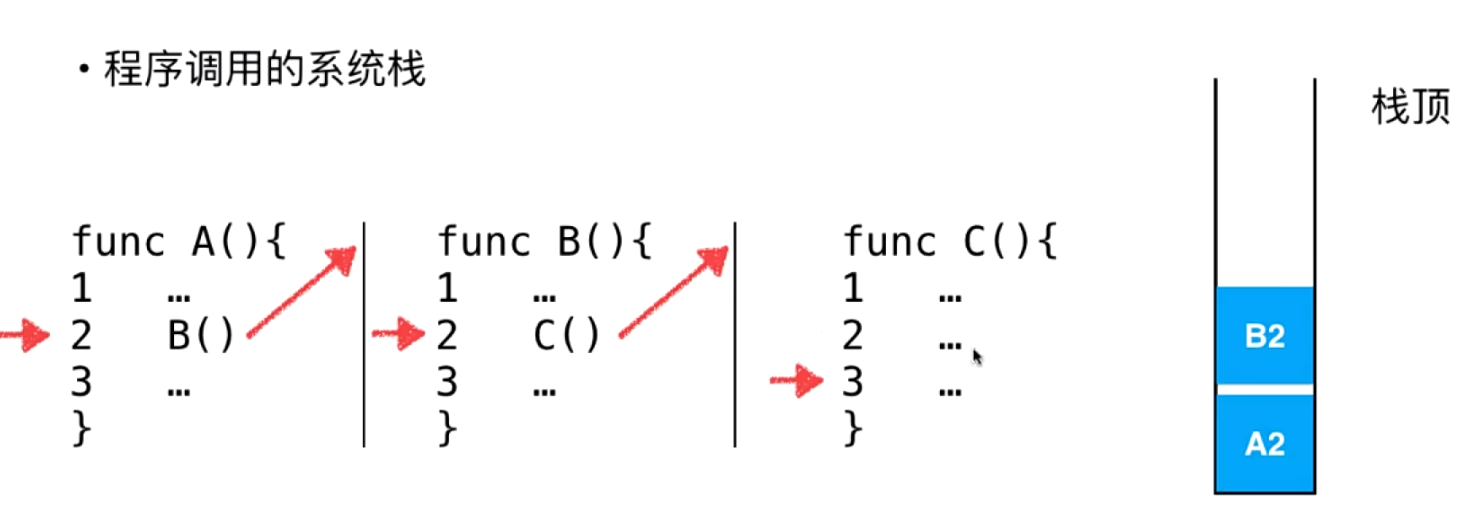 • 程序调用的系统栈
栈顶
func A(){
1 …
2 B()
3 …
}
func B(){
1 …
2 C()
3 …
}
func C(){
1 …
2 …
3 …
}
B2
A2